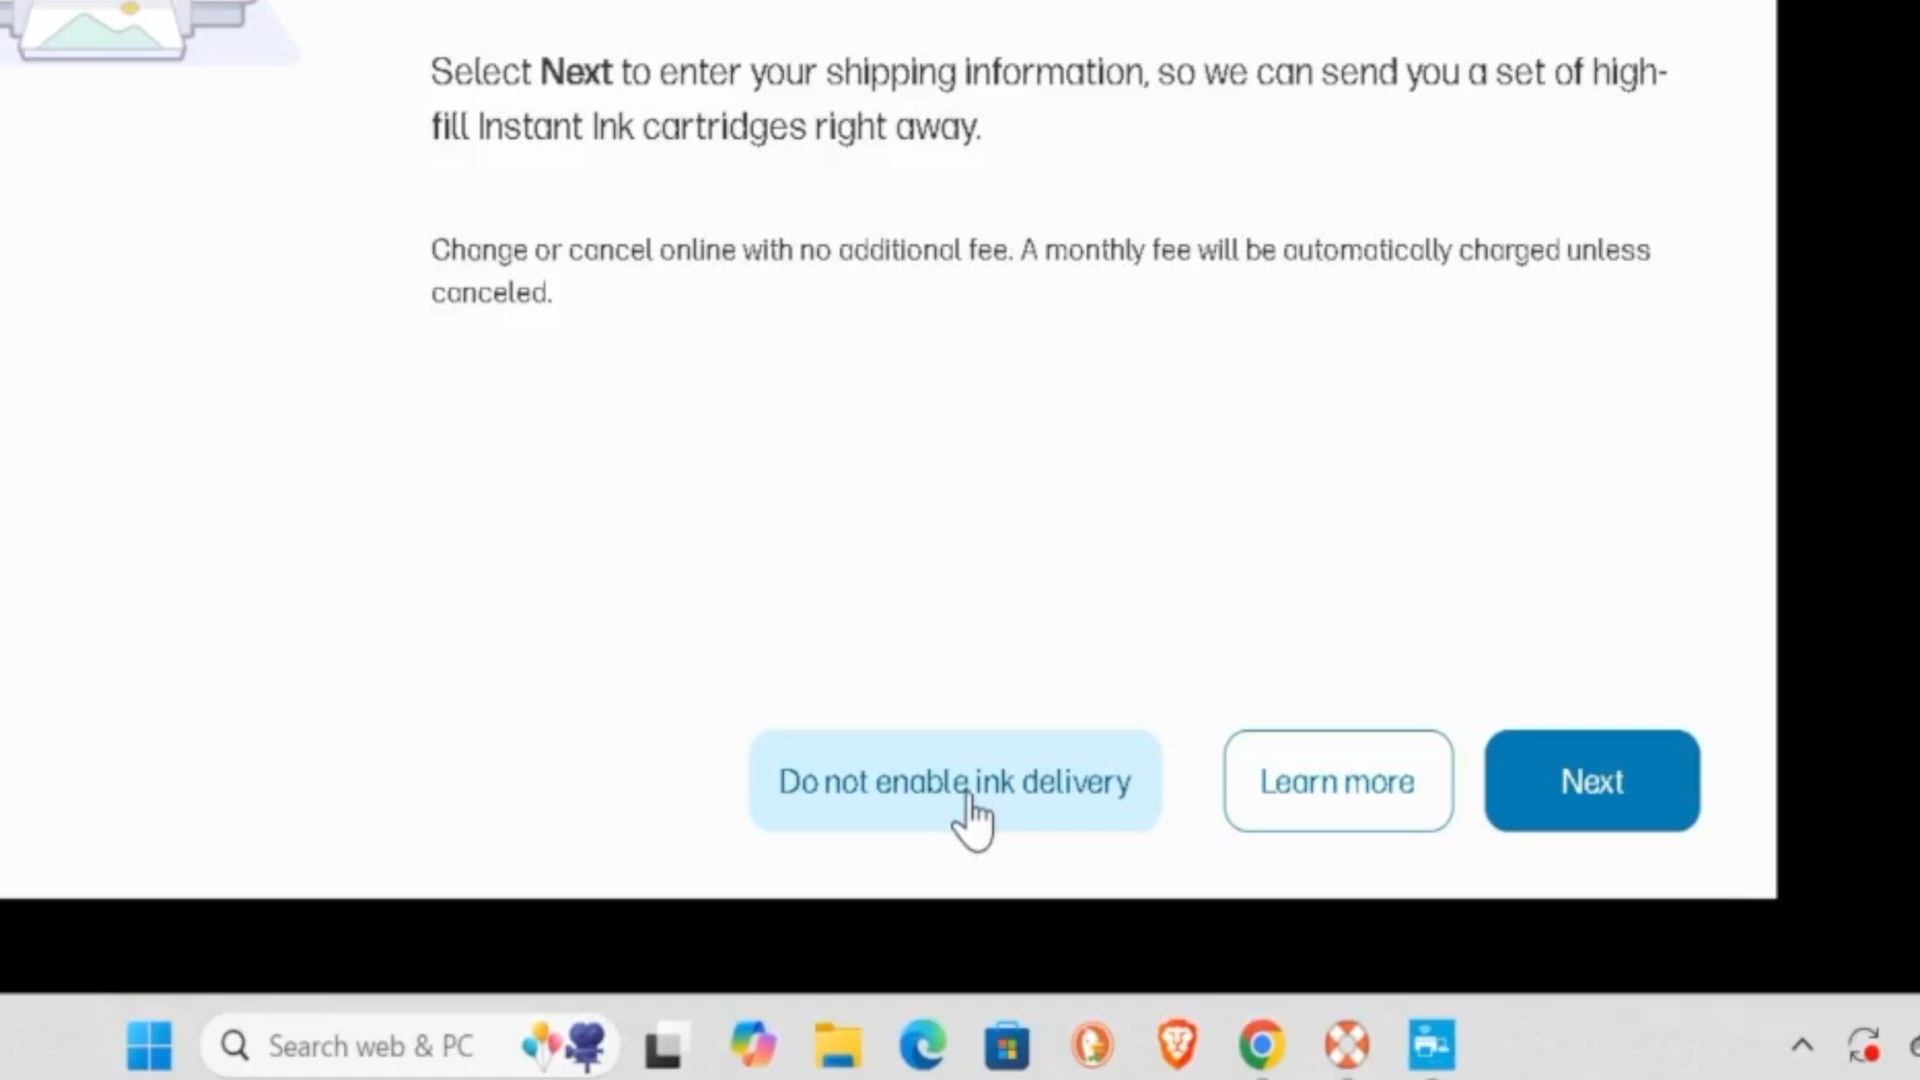 Select Next to enter your shipping information, so we can send you a set of high-
fill Instant Ink cartridges right away.
Change or cancel online with no additional fee. A monthly fee will be automatically charged unless
canceled.
Do not enable ink delivery
Learn more
Next
Search web & PC